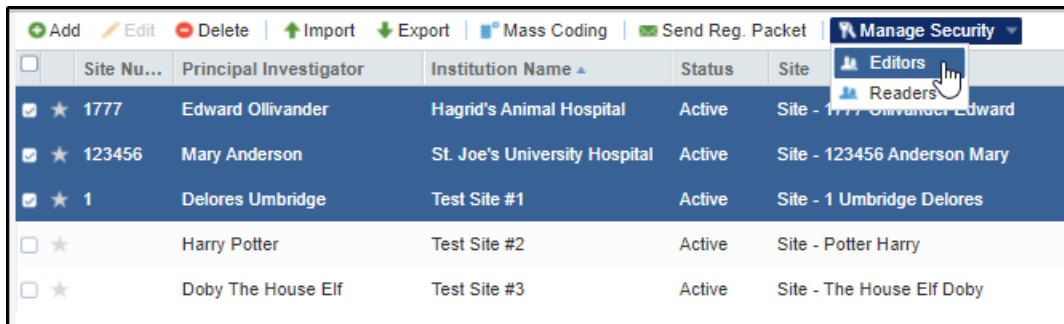 Add Edit Delete Import Export Mass Coding Send Reg. Packet Manage Security
Site Nu... Principal Investigator Institution Name Status Site
Editors
Readers
1777 Edward Ollivander Hagrid's Animal Hospital Active Site - 1777 Ollivander Edward
123456 Mary Anderson St. Joe's University Hospital Active Site - 123456 Anderson Mary
1 Delores Umbridge Test Site #1 Active Site - 1 Umbridge Delores
Harry Potter Test Site #2 Active Site - Potter Harry
Doby The House Elf Test Site #3 Active Site - The House Elf Doby